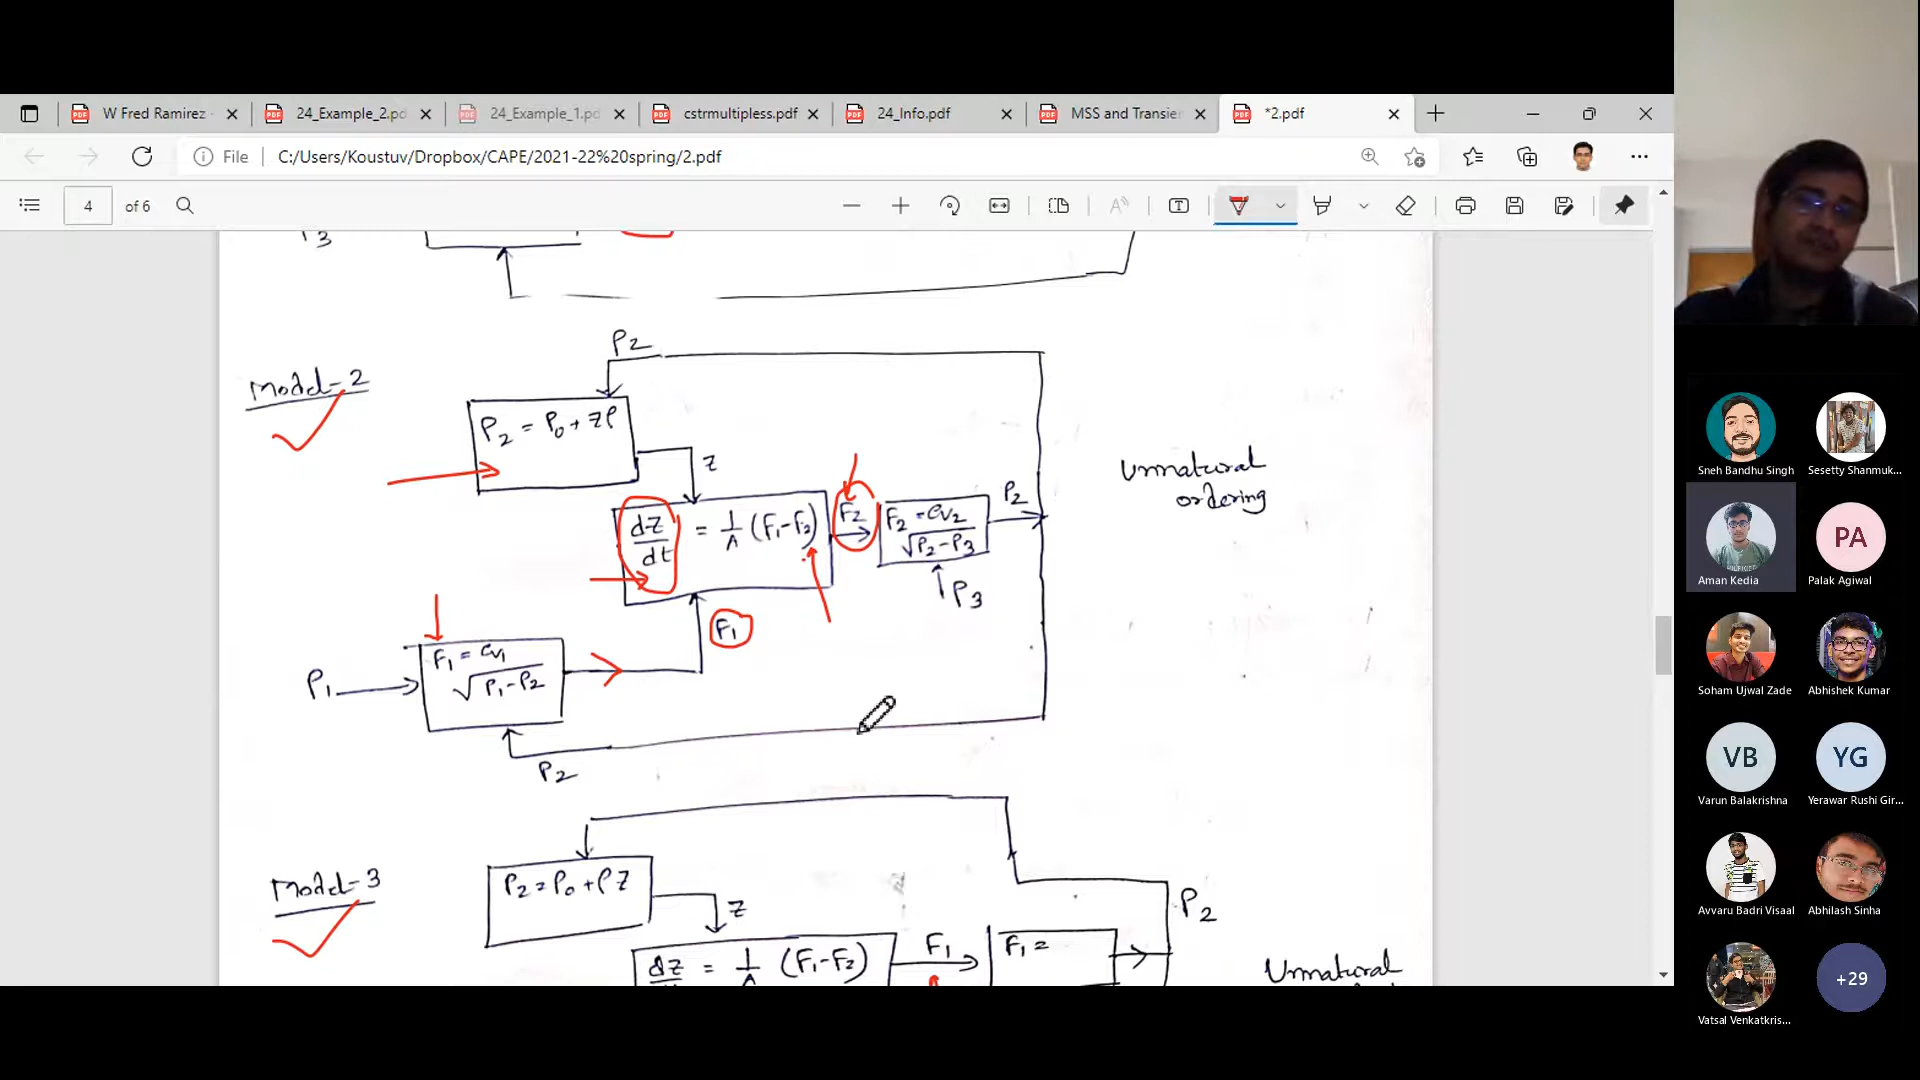 W Fred Ramirez -
24_Example_2.pd
24_Example_1.pd
cstrmultipless.pdf
24_Info.pdf
MSS and Transie
*2.pdf
File
C:/Users/Koustuv/Dropbox/CAPE/2021-22%20spring/2.pdf
4 of 6
P3
P2
Model-2
P2 = P0 + Zρ
Z
Unnatural
ordering
dZ/dt = 1/A (F1-F2)
F2
F2 = CV2
√P2-P3
P2
P3
F1
P1
F1 = CV1
√P1-P2
P2
Model-3
P2 = P0 + ρZ
Z
P2
dZ = 1/A (F1-F2)
F1
F1 =
Unnatural
Sneh Bandhu Singh
Sesetty Shanmuk...
Aman Kedia
PA
Palak Agiwal
Soham Ujwal Zade
Abhishek Kumar
VB
Varun Balakrishna
YG
Yerawar Rushi Gir...
Avvaru Badri Visaal
Abhilash Sinha
Vatsal Venkatkris...
+29